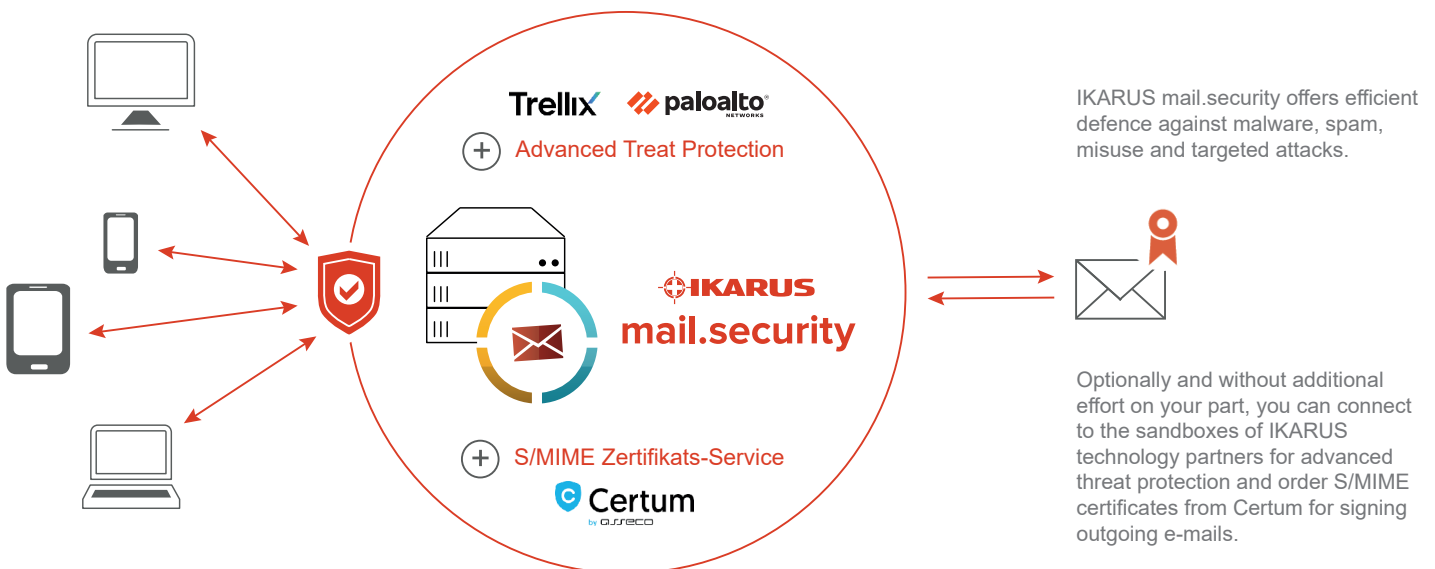 Trellix paloalto
NETWORKS
Advanced Treat Protection
IKARUS
mail.security
S/MIME Zertifikats-Service
Certum
by asseco
IKARUS mail.security offers efficient
defence against malware, spam,
misuse and targeted attacks.
Optionally and without additional
effort on your part, you can connect
to the sandboxes of IKARUS
technology partners for advanced
threat protection and order S/MIME
certificates from Certum for signing
outgoing e-mails.